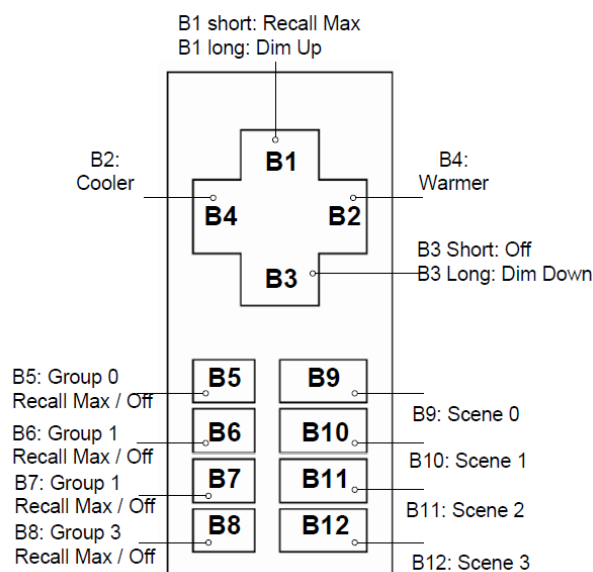 B1 short: Recall Max
B1 long: Dim Up
B1
B2:
Cooler
B4:
Warmer
B4
B2
B3
B3 Short: Off
B3 Long: Dim Down
B5: Group 0
Recall Max / Off
B5
B9
B9: Scene 0
B6: Group 1
Recall Max / Off
B6
B10
B10: Scene 1
B7: Group 1
Recall Max / Off
B7
B11
B11: Scene 2
B8: Group 3
Recall Max / Off
B8
B12
B12: Scene 3